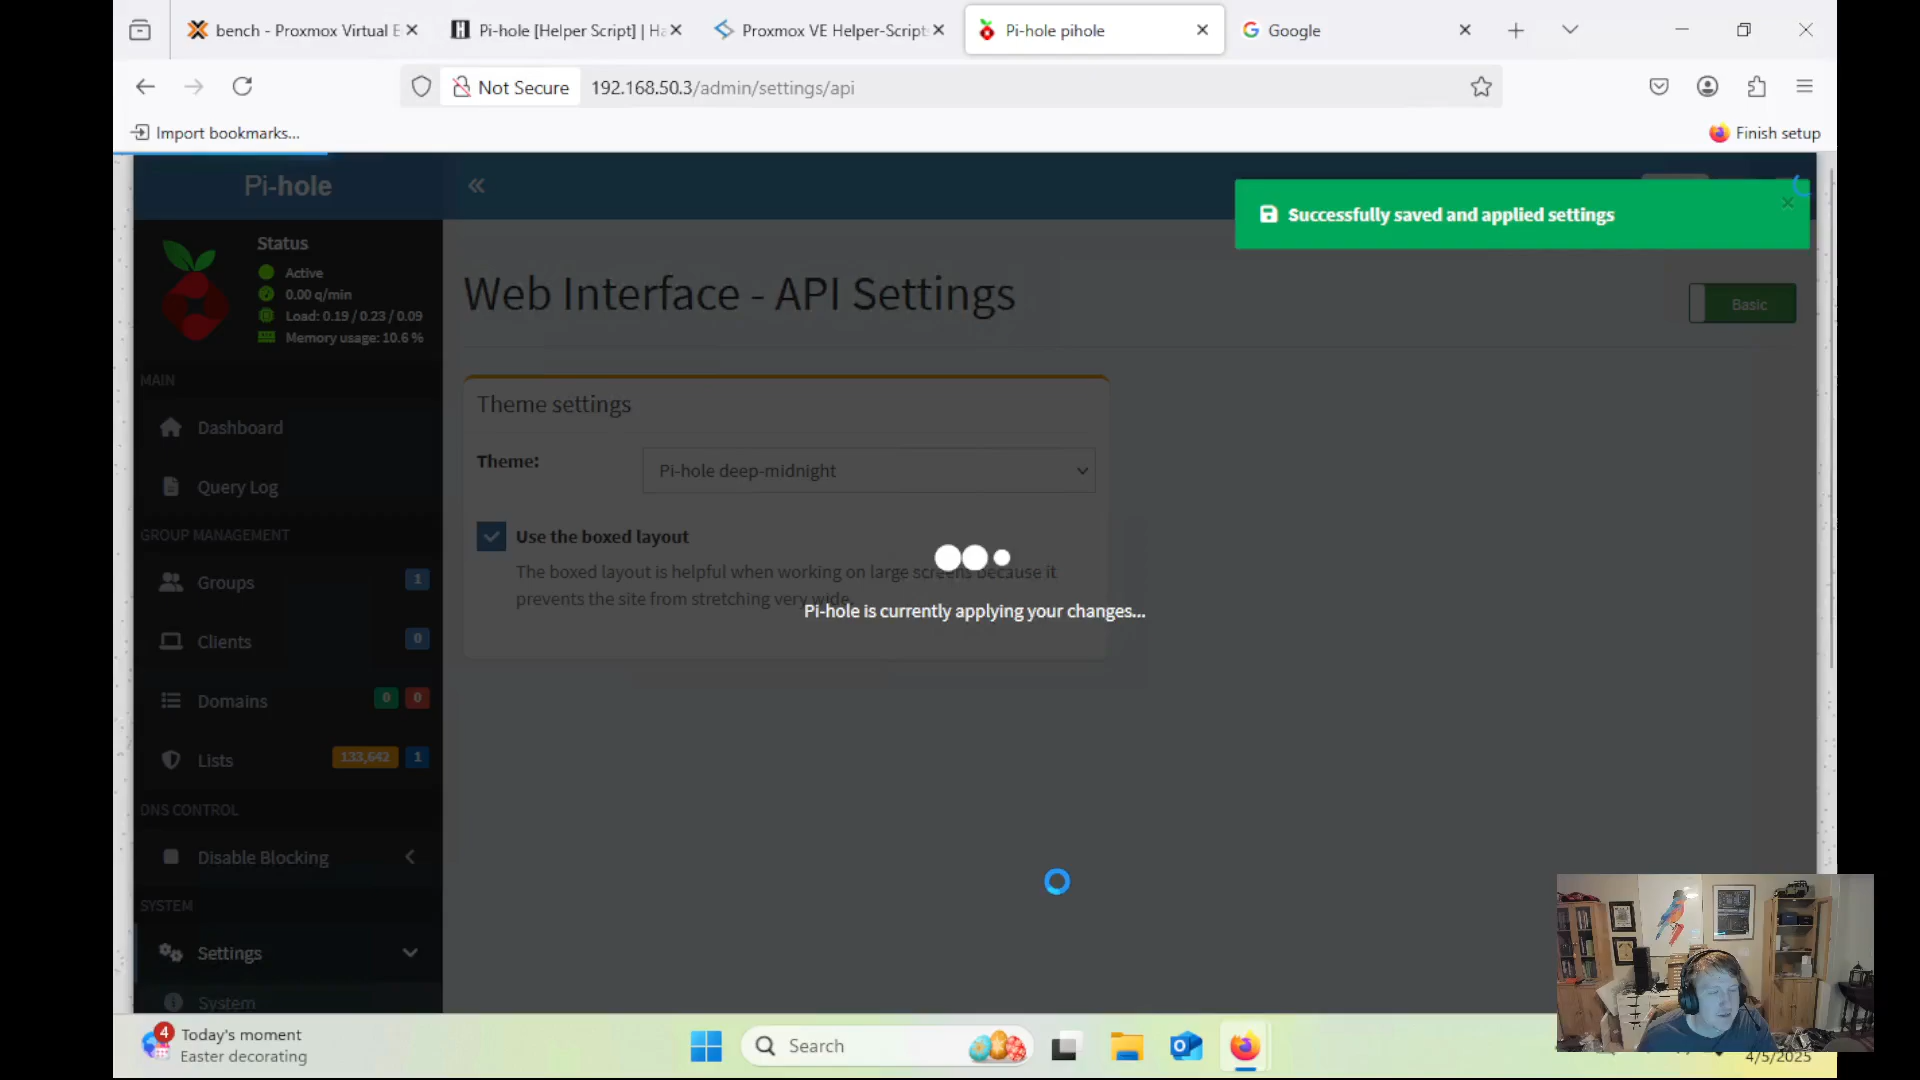 bench - Proxmox Virtual E
Pi-hole [Helper Script] | Ha
Proxmox VE Helper-Scripts
Pi-hole pihole
Google
Not Secure
192.168.50.3/admin/settings/api
Import bookmarks...
Finish setup
Pi-hole
Successfully saved and applied settings
Status
Active
0.00 q/min
Load: 0.19 / 0.23 / 0.09
Memory usage: 10.6 %
Web Interface - API Settings
Basic
MAIN
Dashboard
Query Log
Theme settings
Theme:
Pi-hole deep-midnight
Use the boxed layout
The boxed layout is helpful when working on large screens because it
prevents the site from stretching very wide.
Pi-hole is currently applying your changes...
GROUP MANAGEMENT
Groups 1
Clients 0
Domains 0 0
Lists 133,642 1
DNS CONTROL
Disable Blocking
SYSTEM
Settings
System
4
Today's moment
Easter decorating
Search
4/5/2025